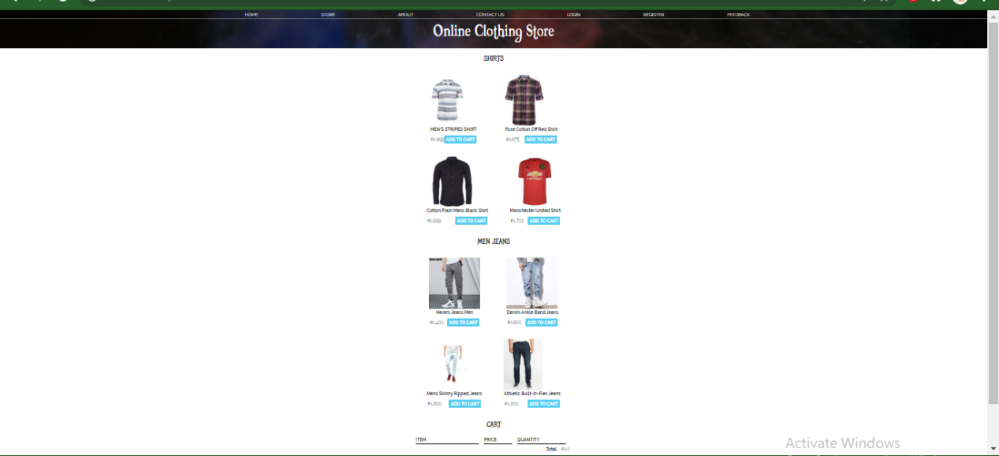 HOME STORE ABOUT CONTACT US LOGIN REGISTER FEEDBACK
Online Clothing Store
SHIRTS
MEN'S STRIPED SHIRT Pure Cotton Off Red Shirt
Rs.899 ADD TO CART Rs.675 ADD TO CART
CHEVROLET
Cotton Plain Mens Black Shirt Manchester United Shirt
Rs.999 ADD TO CART Rs.700 ADD TO CART
MEN JEANS
Harem Jeans Men Denim Ankle Band Jeans
Rs.400 ADD TO CART Rs.800 ADD TO CART
Mens Skinny Ripped Jeans Athletic Built-In-Flex Jeans
Rs.800 ADD TO CART Rs.800 ADD TO CART
CART
ITEM PRICE QUANTITY
Total Rs.0
Activate Windows